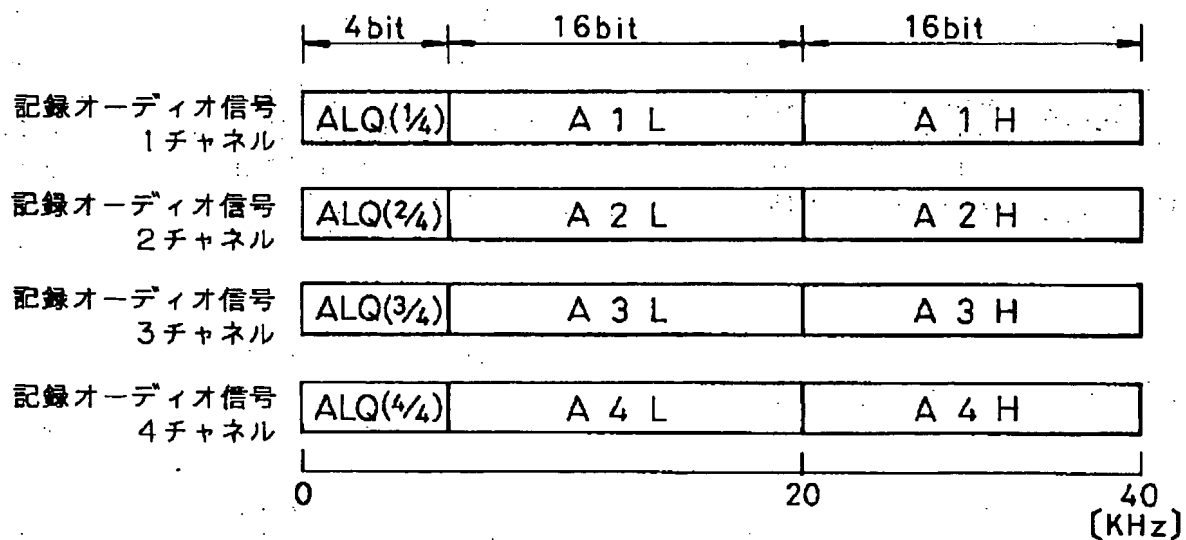 4bit 16bit 16bit
記録オーディオ信号 ALQ(1/4) A 1 L A 1 H
1チャネル
記録オーディオ信号 ALQ(2/4) A 2 L A 2 H
2チャネル
記録オーディオ信号 ALQ(3/4) A 3 L A 3 H
3チャネル
記録オーディオ信号 ALQ(4/4) A 4 L A 4 H
4チャネル
0 20 40
[KHz]